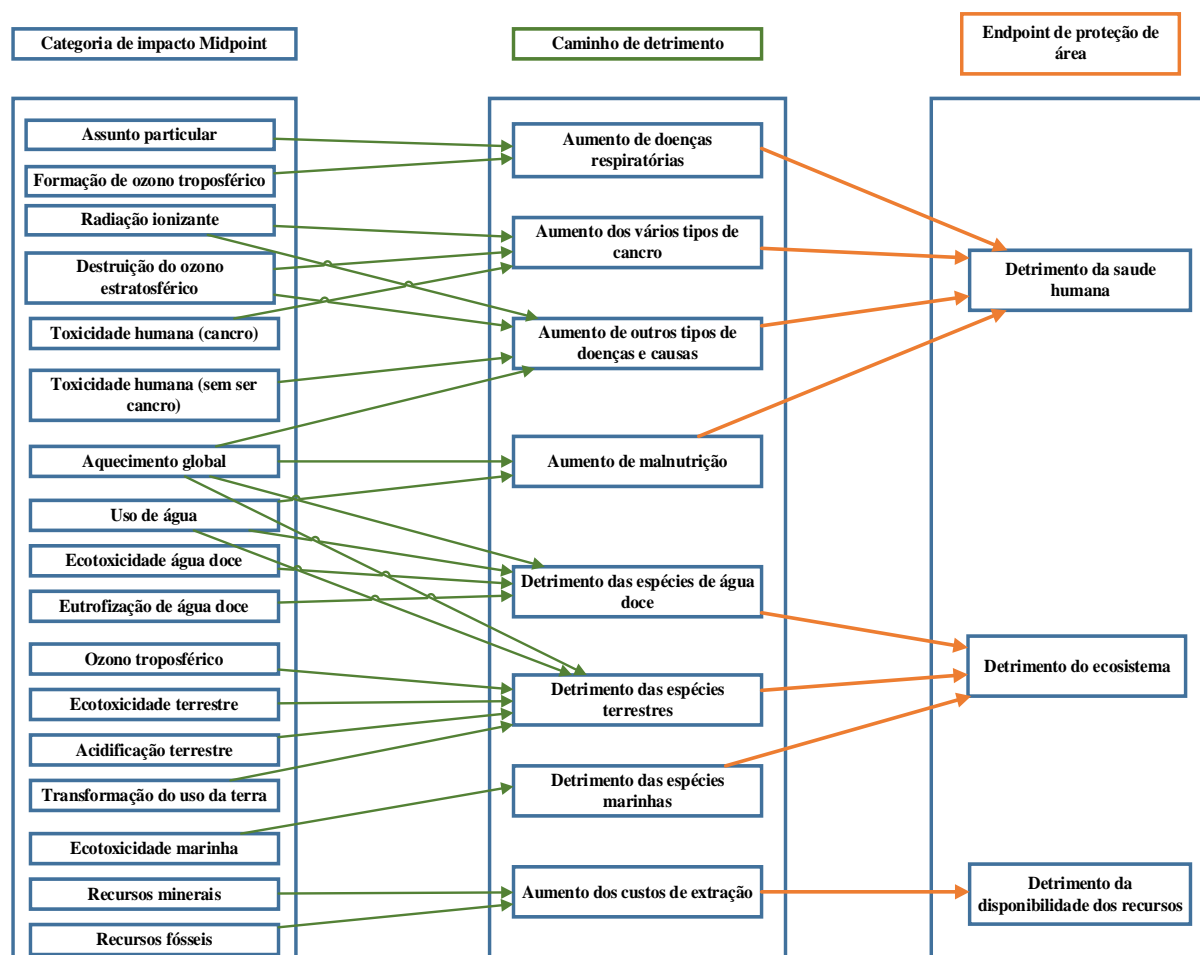 Categoria de impacto Midpoint
Caminho de detrimento
Endpoint de proteção de
área
Assunto particular
Formação de ozono troposférico
Radiação ionizante
Destruição do ozono
estratosférico
Toxicidade humana (cancro)
Toxicidade humana (sem ser
cancro)
Aquecimento global
Uso de água
Ecotoxicidade água doce
Eutrofização de água doce
Ozono troposférico
Ecotoxicidade terrestre
Acidificação terrestre
Transformação do uso da terra
Ecotoxicidade marinha
Recursos minerais
Recursos fósseis
Aumento de doenças
respiratórias
Aumento dos vários tipos de
cancro
Aumento de outros tipos de
doenças e causas
Aumento de malnutrição
Detrimento das espécies de água
doce
Detrimento das espécies
terrestres
Detrimento das espécies
marinhas
Aumento dos custos de extração
Detrimento da saude
humana
Detrimento do ecosistema
Detrimento da
disponibilidade dos recursos